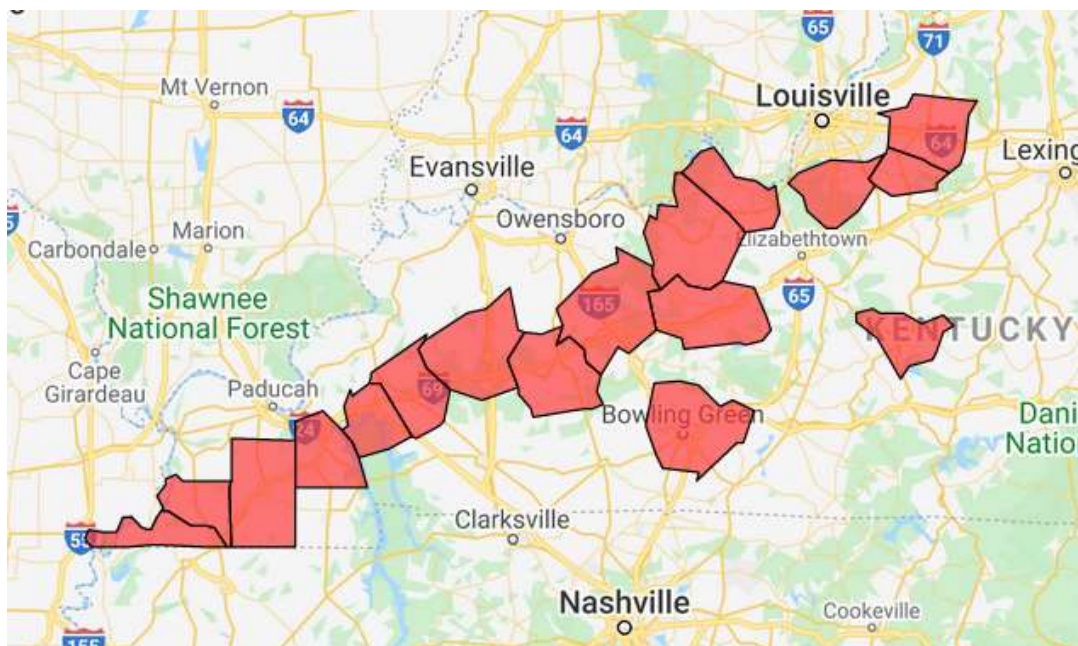 65
71
Mt Vernon
64
Louisville
64
64
Evansville
Lexing
Owensboro
Marion
Carbondale
Elizabethtown
Shawnee
National Forest
165
65
KENTUCKY
Cape
Girardeau
Paducah
69
24
Bowling Green
Dani
Natio
Clarksville
55
Nashville
Cookeville
155